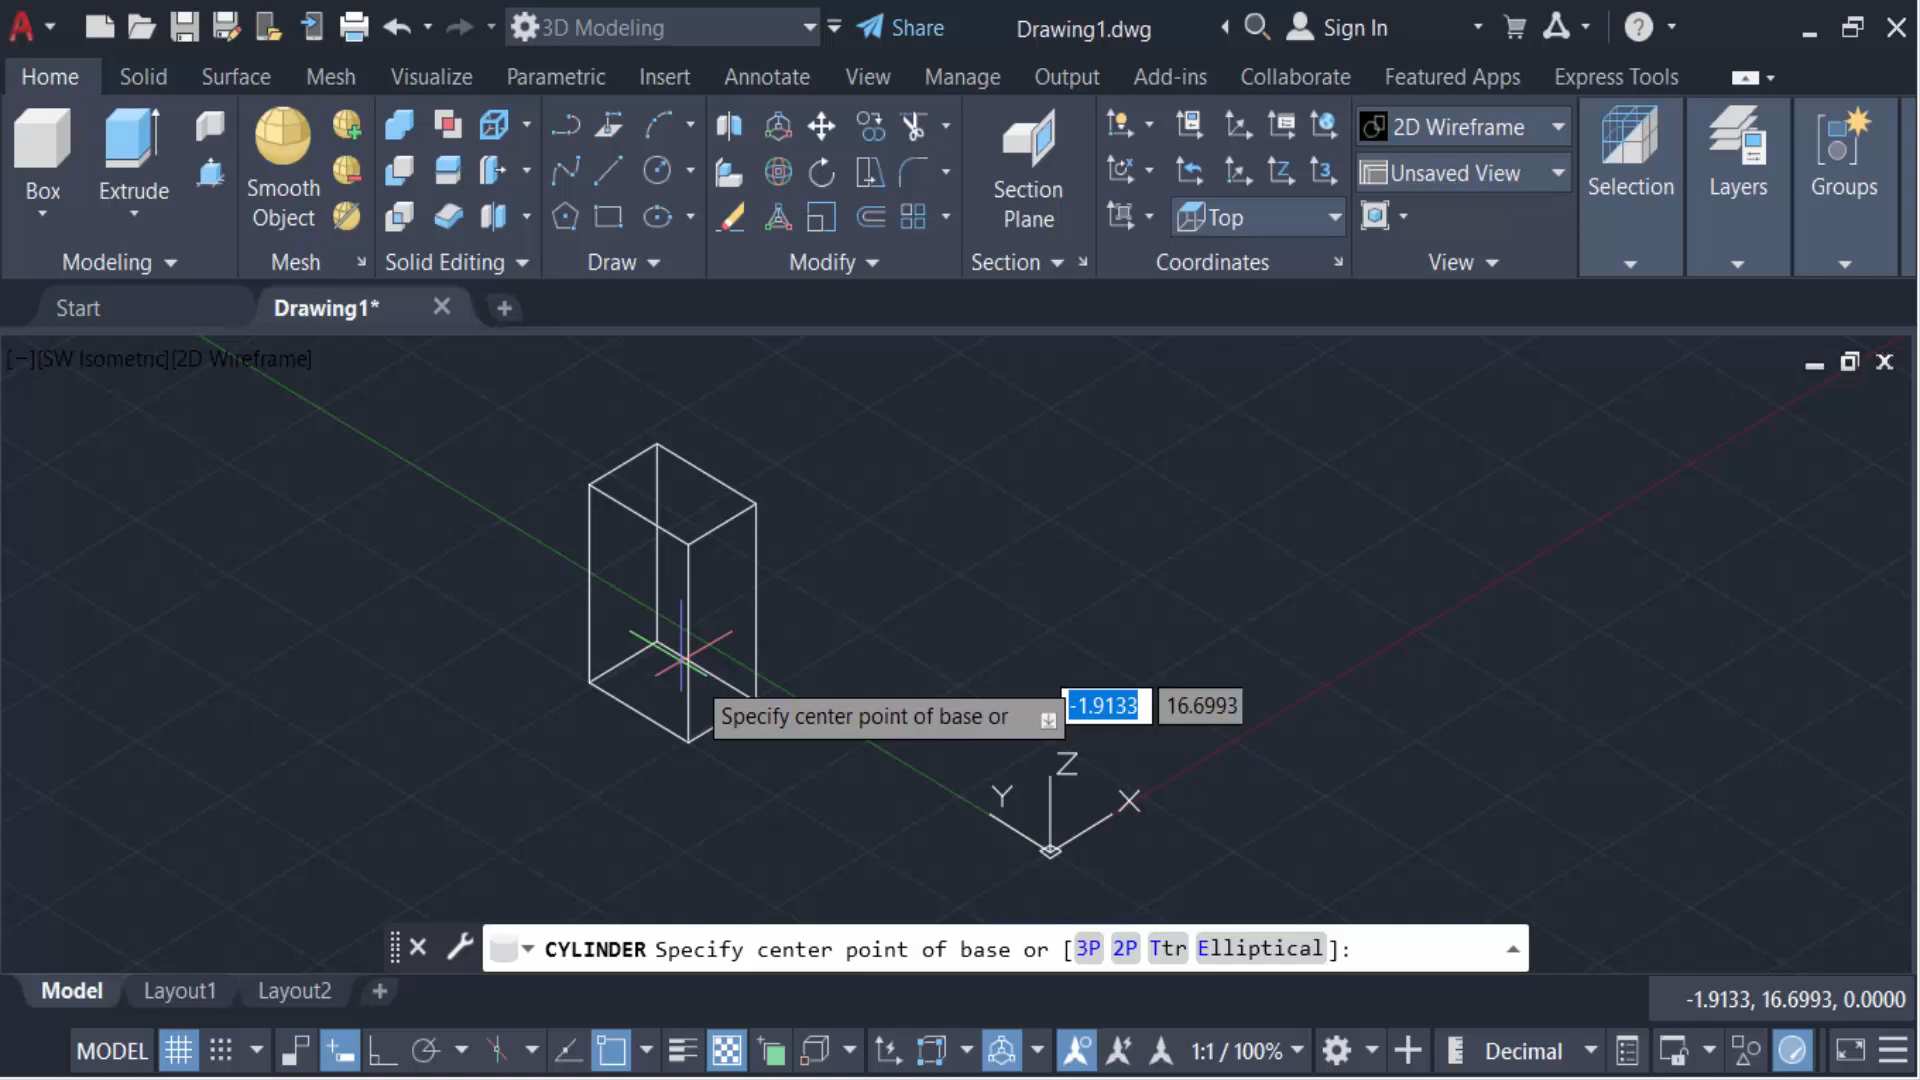 3D Modeling
Share
Drawing1.dwg
Sign In
Home
Solid
Surface
Mesh
Visualize
Parametric
Insert
Annotate
View
Manage
Output
Add-ins
Collaborate
Featured Apps
Express Tools
Box
Extrude
Smooth
Object
Section
Plane
2D Wireframe
Unsaved View
Top
Selection
Layers
Groups
Modeling
Mesh
Solid Editing
Draw
Modify
Section
Coordinates
View
Start
Drawing1*
[−][SW Isometric][2D Wireframe]
Specify center point of base or
-1.9133
16.6993
Z
Y
X
CYLINDER Specify center point of base or [3P 2P Ttr Elliptical]:
Model
Layout1
Layout2
-1.9133, 16.6993, 0.0000
MODEL
1:1 / 100%
Decimal